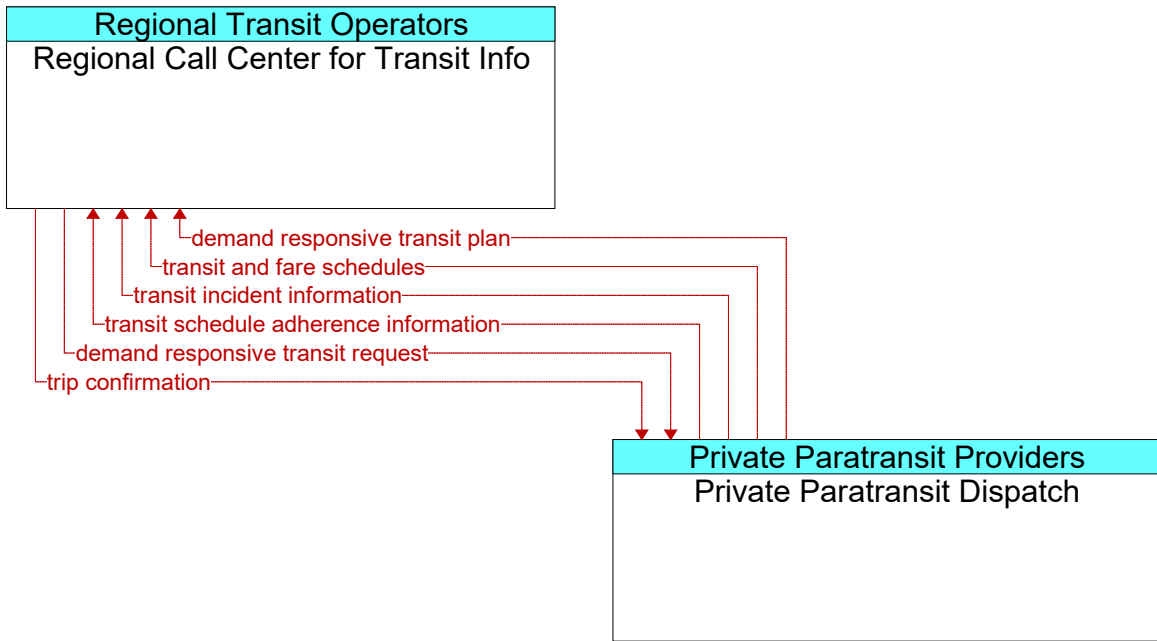 Regional Transit Operators
Regional Call Center for Transit Info
demand responsive transit plan
transit and fare schedules
transit incident information
transit schedule adherence information
demand responsive transit request
trip confirmation
Private Paratransit Providers
Private Paratransit Dispatch